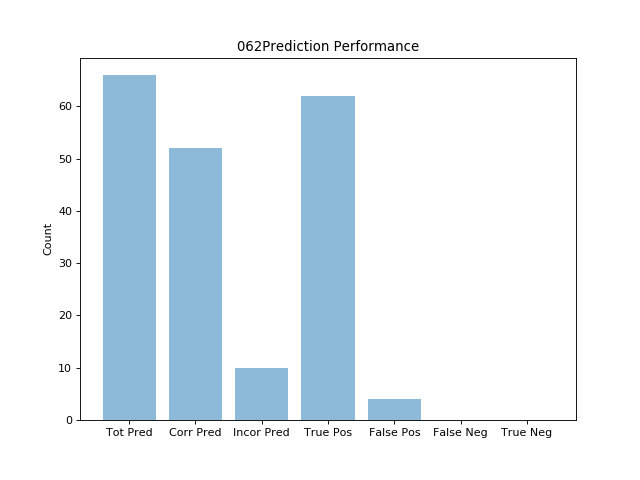 062Prediction Performance
Count
60
50
40
30
20
10
0
Tot Pred Corr Pred Incor Pred True Pos False Pos False Neg True Neg